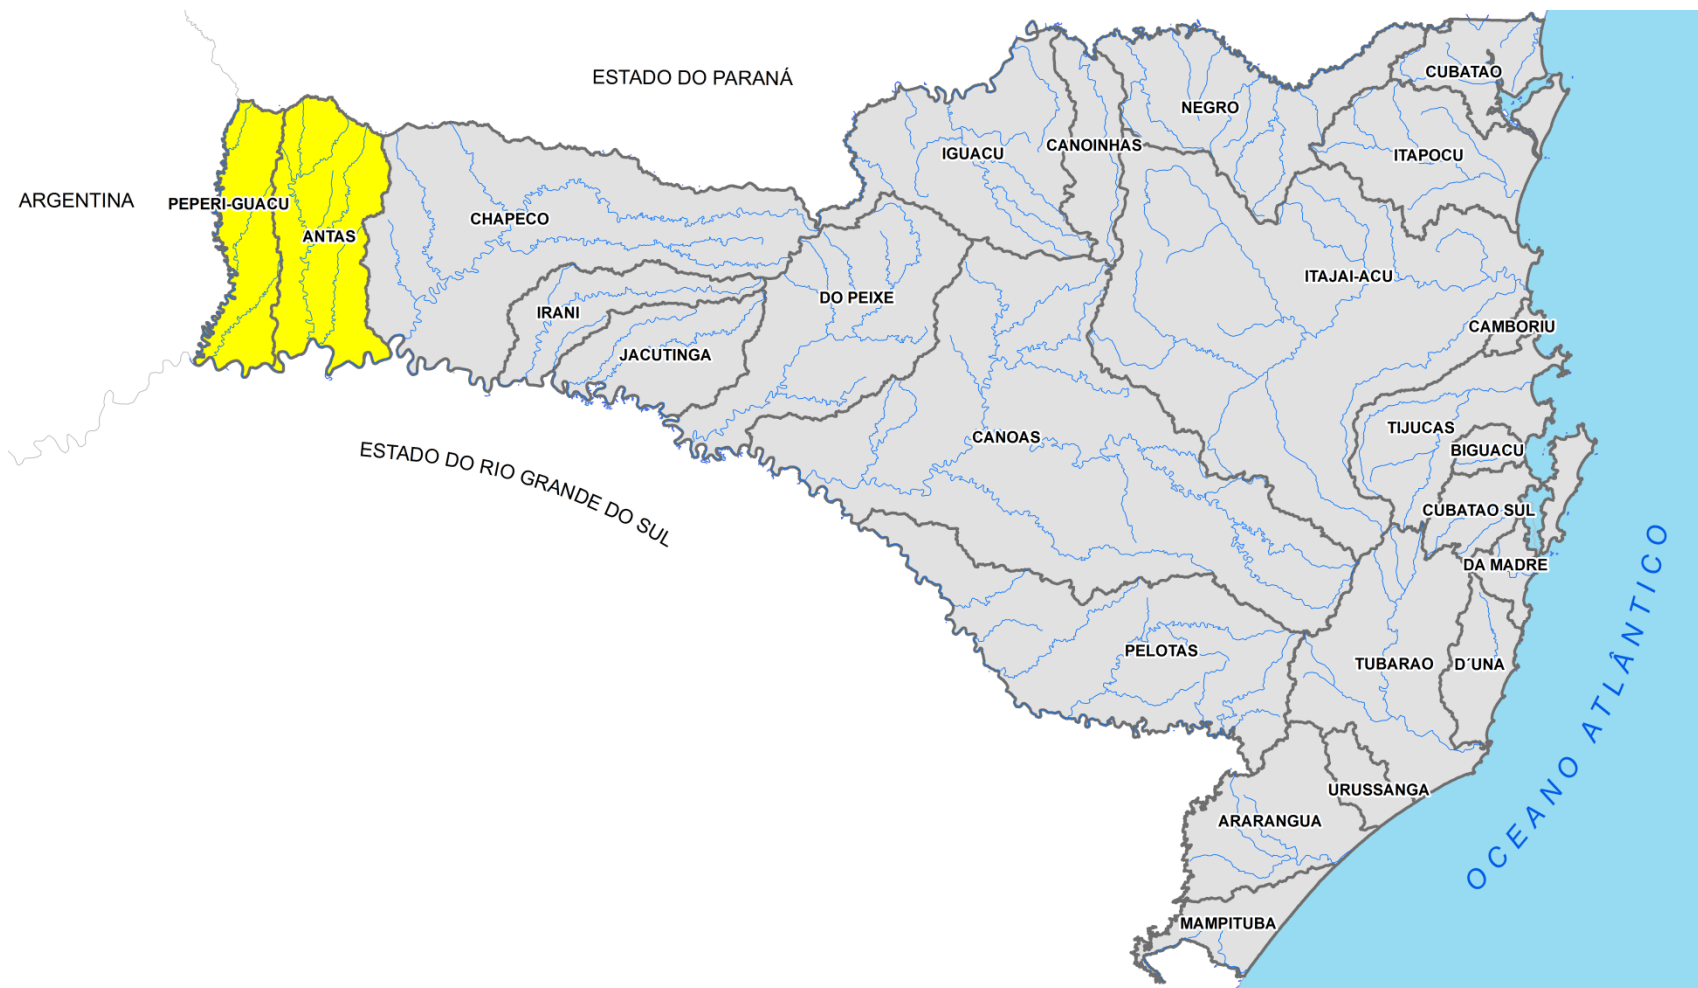 ESTADO DO PARANÁ
CUBATAO
NEGRO
CANOINHAS
IGUACU
ITAPOCU
ARGENTINA
PEPERI-GUACU
CHAPECO
ANTAS
ITAJAI-ACU
DO PEIXE
IRANI
CAMBORIU
JACUTINGA
TIJUCAS
CANOAS
BIGUACU
ESTADO DO RIO GRANDE DO SUL
CUBATAO SUL
DA MADRE
PELOTAS
TUBARAO
D´UNA
OCEANO ATLÂNTICO
URUSSANGA
ARARANGUA
MAMPITUBA